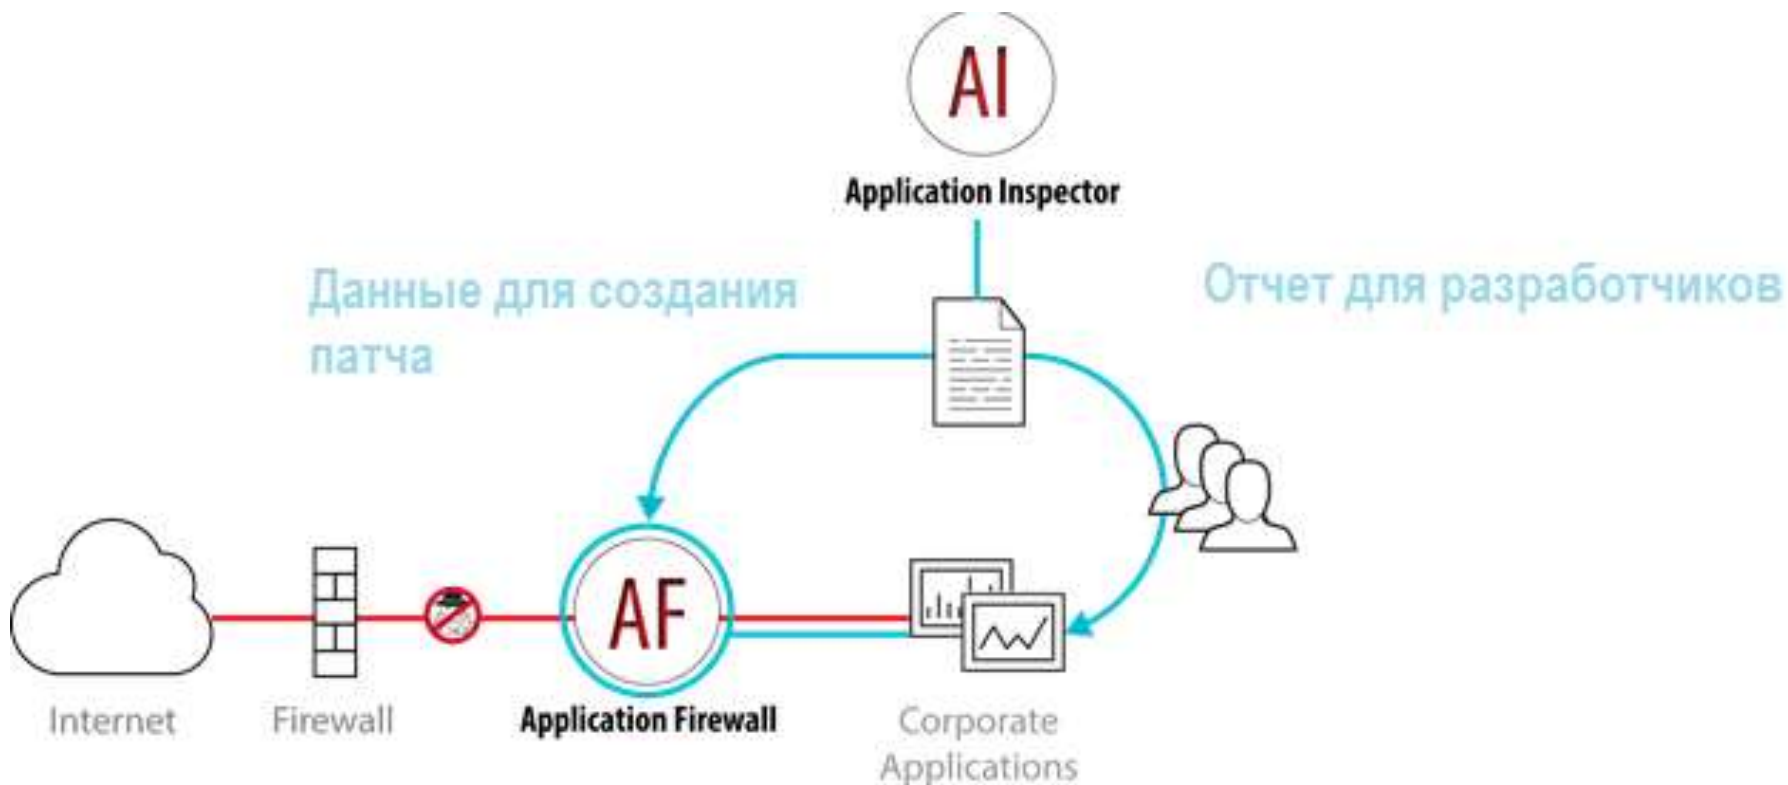 AI
Application Inspector
Данные для создания
патча
Отчет для разработчиков
AF
Internet
Firewall
Application Firewall
Corporate
Applications